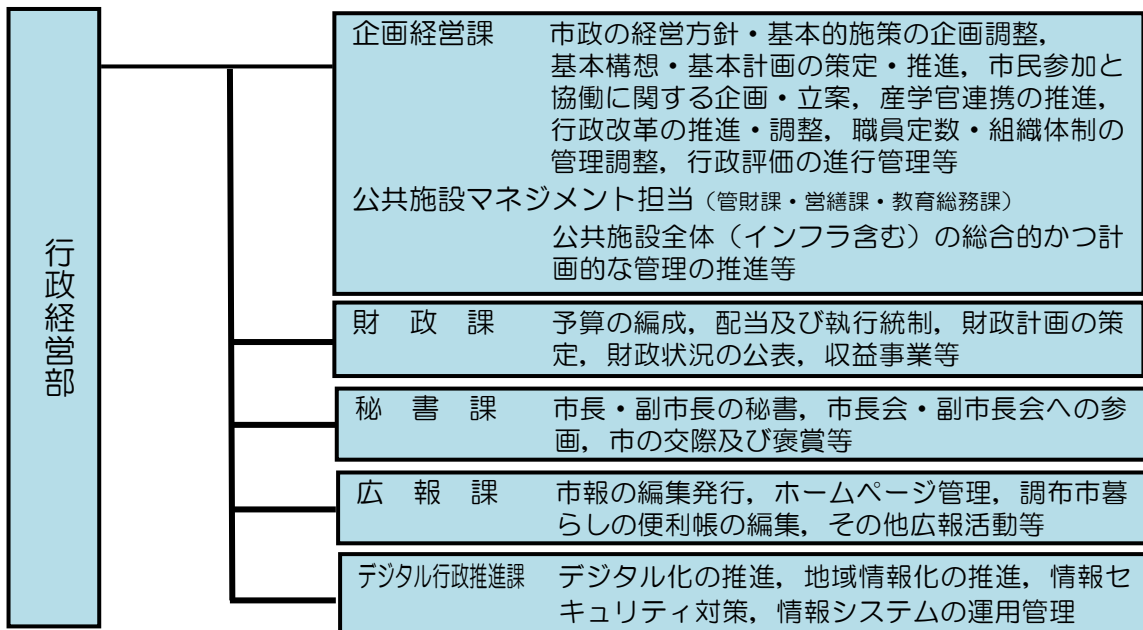 行政経営部
企画経営課 市政の経営方針・基本的施策の企画調整，
基本構想・基本計画の策定・推進，市民参加と
協働に関する企画・立案，産学官連携の推進，
行政改革の推進・調整，職員定数・組織体制の
管理調整，行政評価の進行管理等
公共施設マネジメント担当（管財課・営繕課・教育総務課）
公共施設全体（インフラ含む）の総合的かつ計
画的な管理の推進等
財政課 予算の編成，配当及び執行統制，財政計画の策
定，財政状況の公表，収益事業等
秘書課 市長・副市長の秘書，市長会・副市長会への参
画，市の交際及び褒賞等
広報課 市報の編集発行，ホームページ管理，調布市暮
らしの便利帳の編集，その他広報活動等
デジタル行政推進課 デジタル化の推進，地域情報化の推進，情報セ
キュリティ対策，情報システムの運用管理